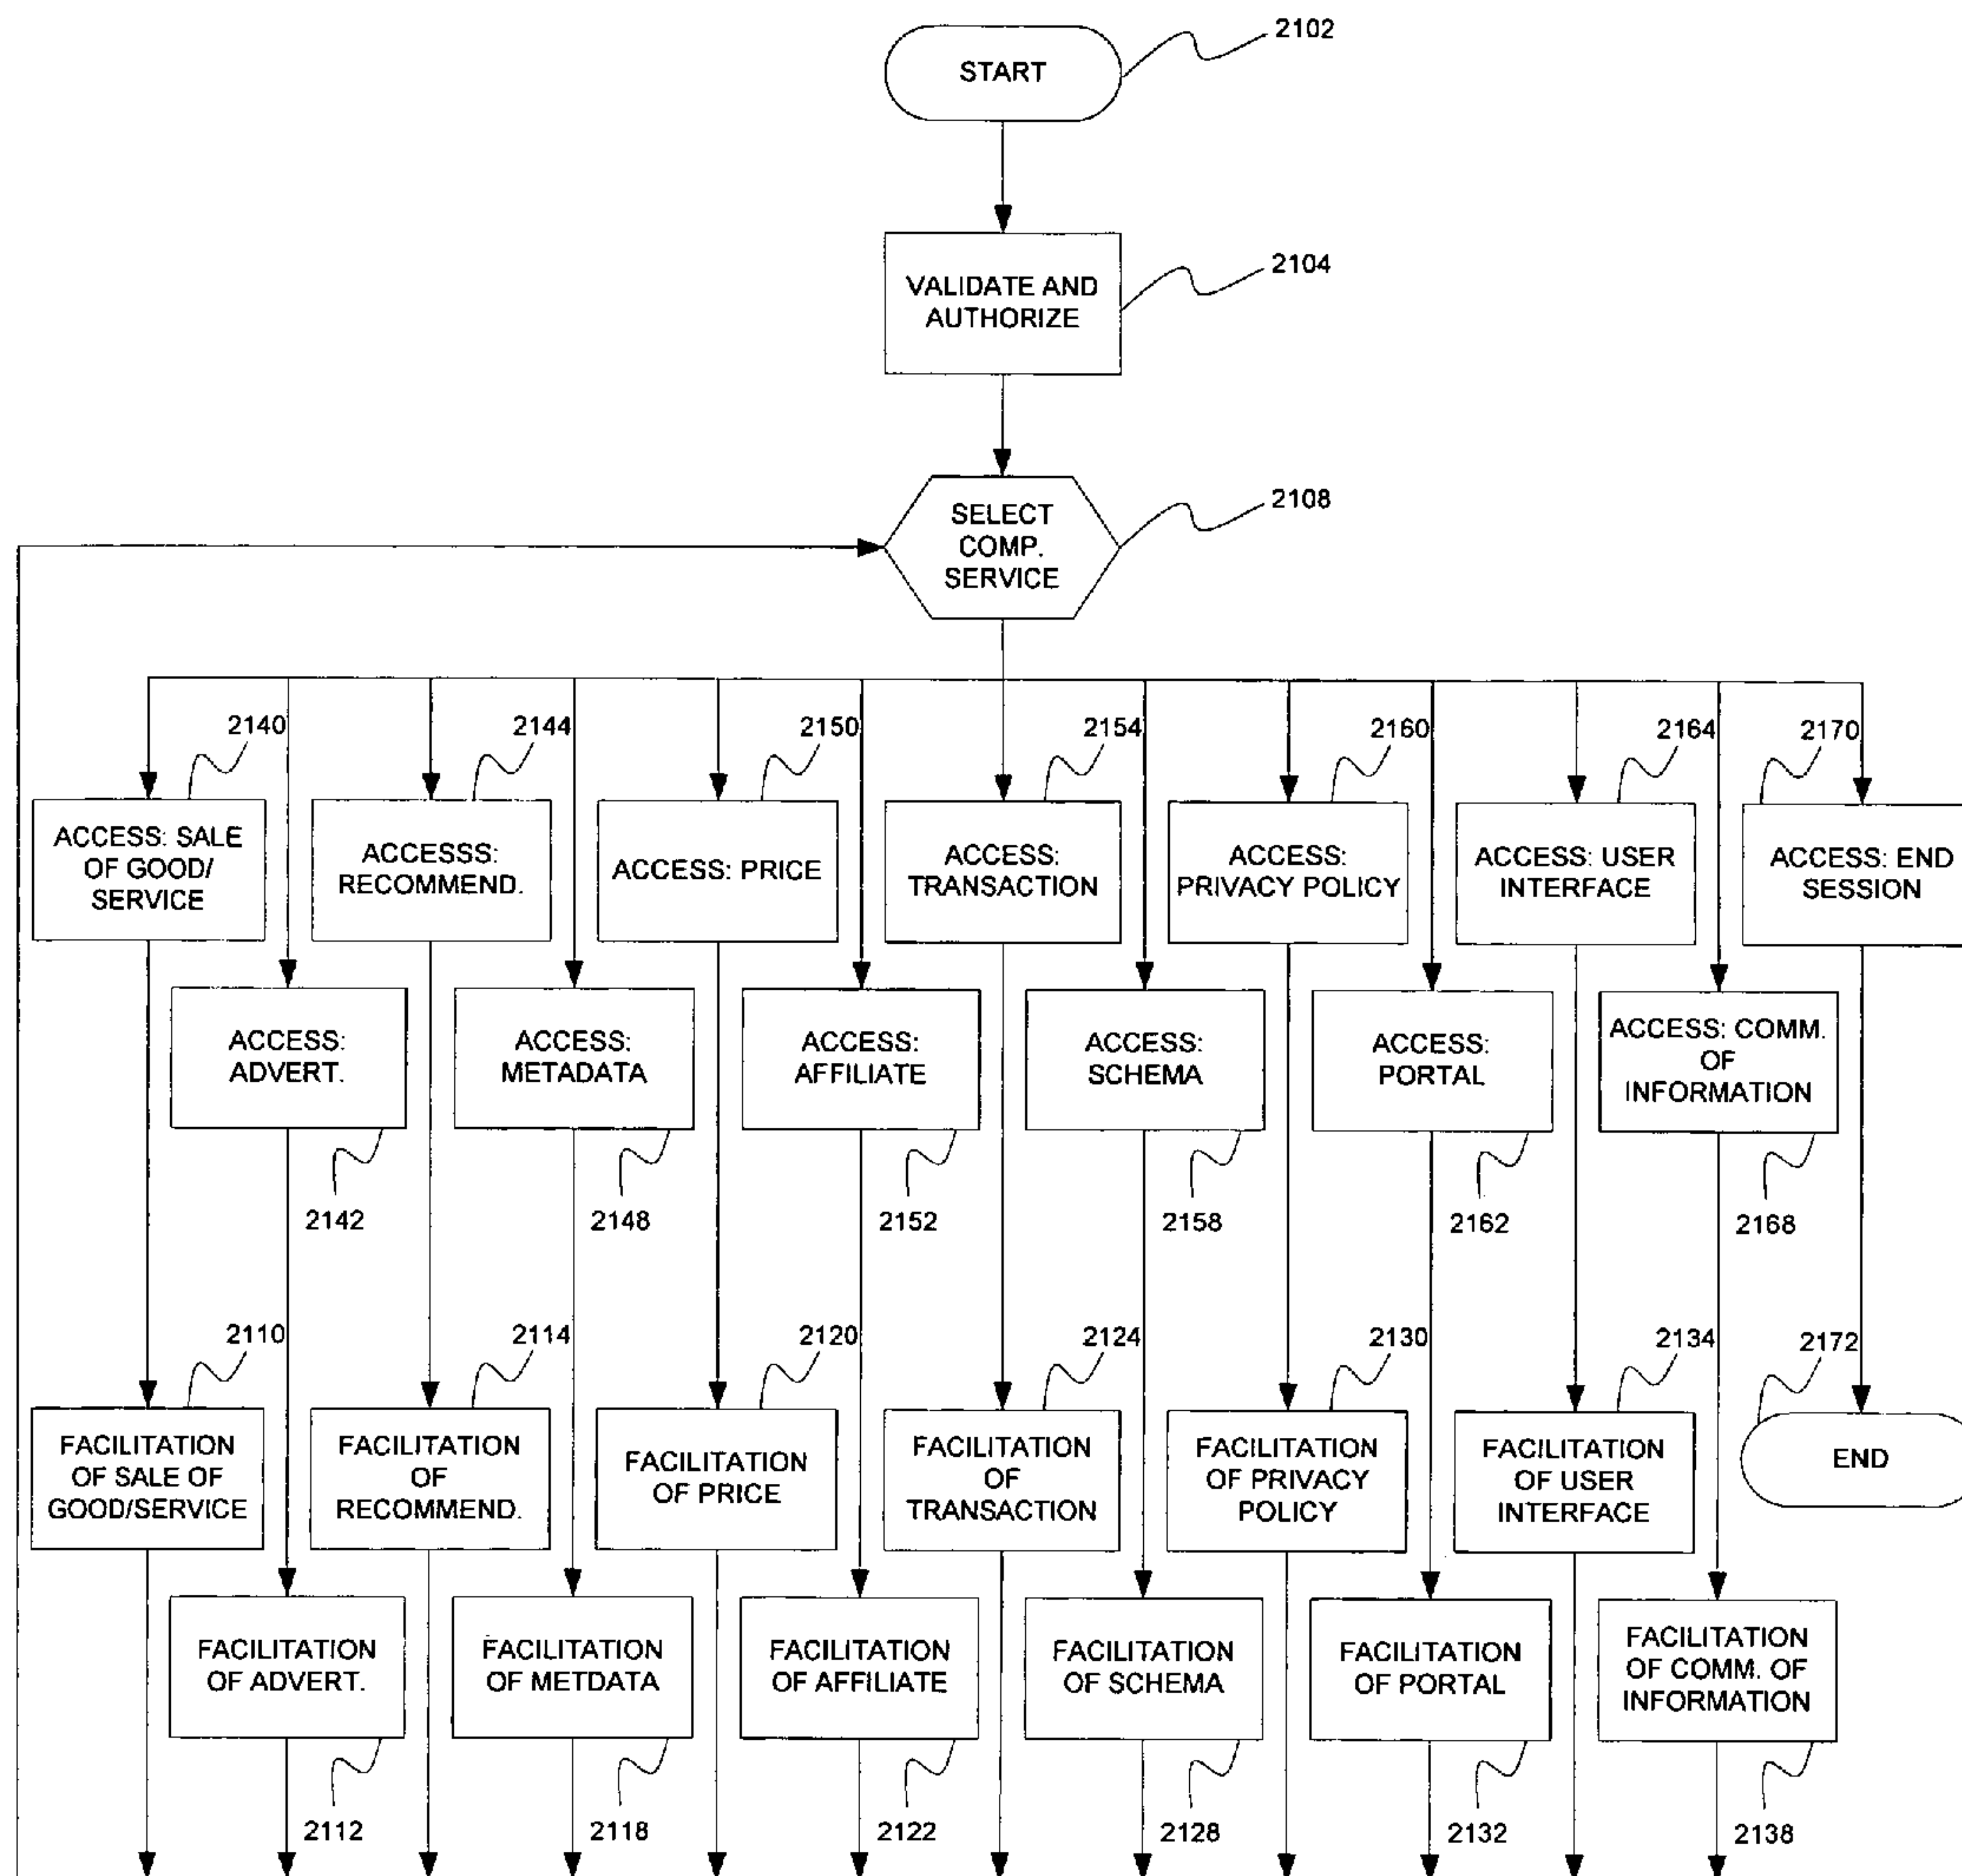 2102
START
2104
VALIDATE AND
AUTHORIZE
2108
SELECT
COMP.
SERVICE
2140
2144
2150
2154
2160
2164
2170
ACCESS: SALE
OF GOOD/
SERVICE
ACCESSS:
RECOMMEND.
ACCESS: PRICE
ACCESS:
TRANSACTION
ACCESS:
PRIVACY POLICY
ACCESS: USER
INTERFACE
ACCESS: END
SESSION
ACCESS:
ADVERT.
ACCESS:
METADATA
ACCESS:
AFFILIATE
ACCESS:
SCHEMA
ACCESS:
PORTAL
ACCESS: COMM.
OF
INFORMATION
2142
2148
2152
2158
2162
2168
2110
2114
2120
2124
2130
2134
2172
FACILITATION
OF SALE OF
GOOD/SERVICE
FACILITATION
OF
RECOMMEND.
FACILITATION
OF PRICE
FACILITATION
OF
TRANSACTION
FACILITATION
OF PRIVACY
POLICY
FACILITATION
OF USER
INTERFACE
END
FACILITATION
OF ADVERT.
FACILITATION
OF METDATA
FACILITATION
OF AFFILIATE
FACILITATION
OF SCHEMA
FACILITATION
OF PORTAL
FACILITATION
OF COMM. OF
INFORMATION
2112
2118
2122
2128
2132
2138